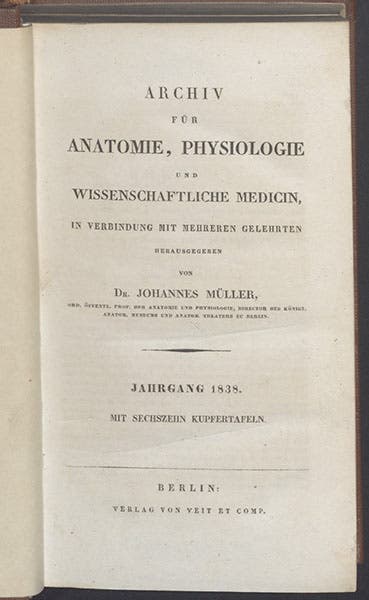 ARCHIV
FÜR
ANATOMIE, PHYSIOLOGIE
UND
WISSENSCHAFTLICHE MEDICIN,
IN VERBINDUNG MIT MEHREREN GELEHRTEN
HERAUSGEGEBEN
VON
DR. JOHANNES MÜLLER,
ORD. ÖFFENTL. PROF. DER ANATOMIE UND PHYSIOLOGIE, DIRECTOR DES KÖNIGL.
ANATOM. MUSEUMS UND ANATOM. THEATERS ZU BERLIN.
JAHRGANG 1838.
MIT SECHSZEHN KUPFERTAFELN.
BERLIN:
VERLAG VON VEIT ET COMP.